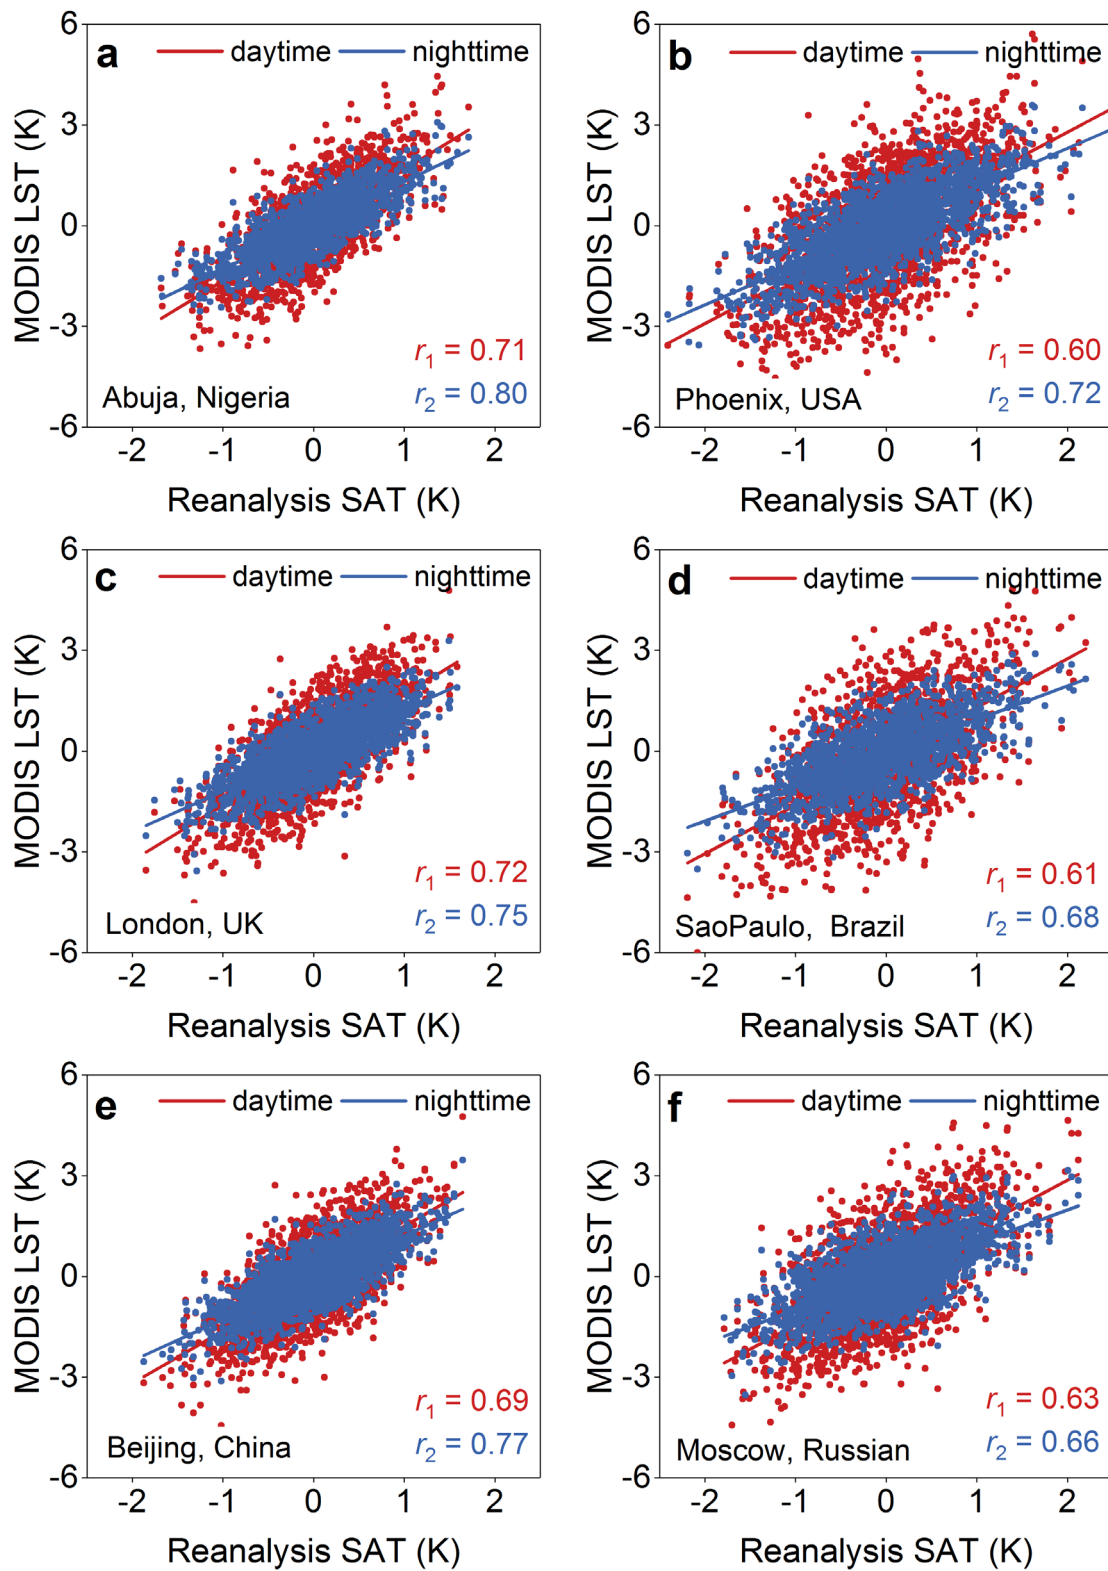 a daytime nighttime
6
3
0
-3
-6
MODIS LST (K)
r1 = 0.71
r2 = 0.80
Abuja, Nigeria
-2 -1 0 1 2
Reanalysis SAT (K)
b daytime nighttime
6
3
0
-3
-6
MODIS LST (K)
r1 = 0.60
r2 = 0.72
Phoenix, USA
-2 -1 0 1 2
Reanalysis SAT (K)
c daytime nighttime
6
3
0
-3
-6
MODIS LST (K)
r1 = 0.72
r2 = 0.75
London, UK
-2 -1 0 1 2
Reanalysis SAT (K)
d daytime nighttime
6
3
0
-3
-6
MODIS LST (K)
r1 = 0.61
r2 = 0.68
SaoPaulo, Brazil
-2 -1 0 1 2
Reanalysis SAT (K)
e daytime nighttime
6
3
0
-3
-6
MODIS LST (K)
r1 = 0.69
r2 = 0.77
Beijing, China
-2 -1 0 1 2
Reanalysis SAT (K)
f daytime nighttime
6
3
0
-3
-6
MODIS LST (K)
r1 = 0.63
r2 = 0.66
Moscow, Russian
-2 -1 0 1 2
Reanalysis SAT (K)